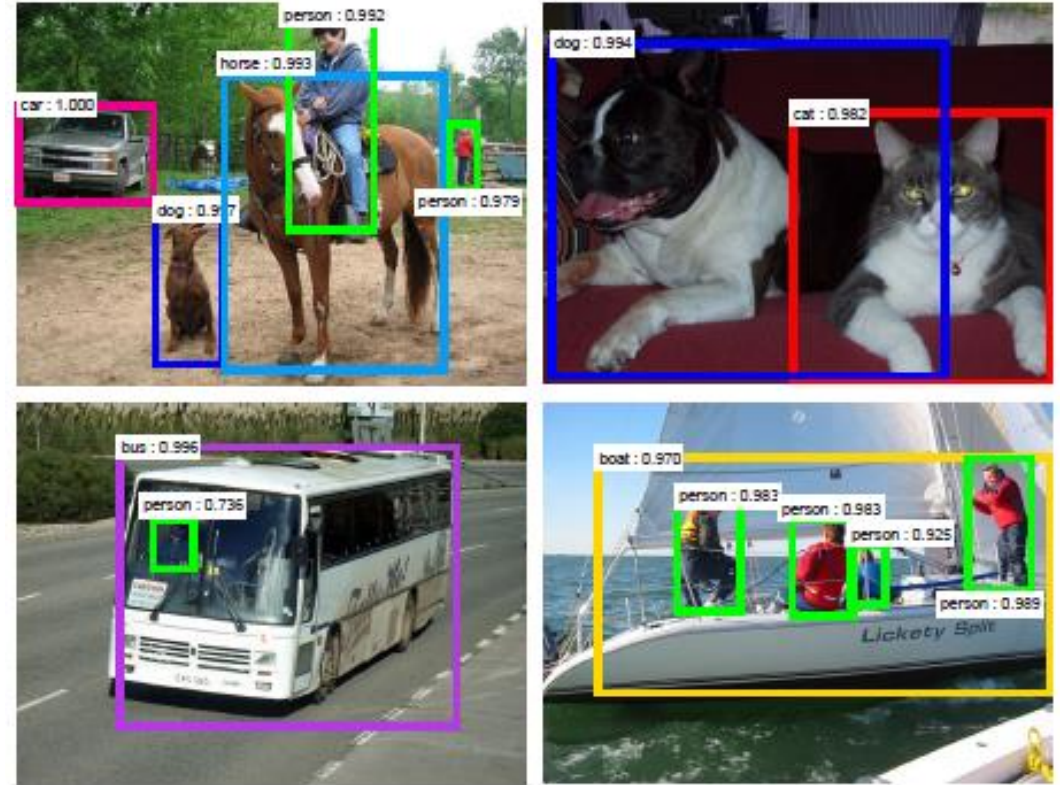 person : 0.992
horse : 0.993
car : 1.000
person : 0.979
dog : 0.997
dog : 0.994
cat : 0.982
bus : 0.996
person : 0.736
boat : 0.970
person : 0.983
person : 0.983
person : 0.925
person : 0.989
Lickety Split